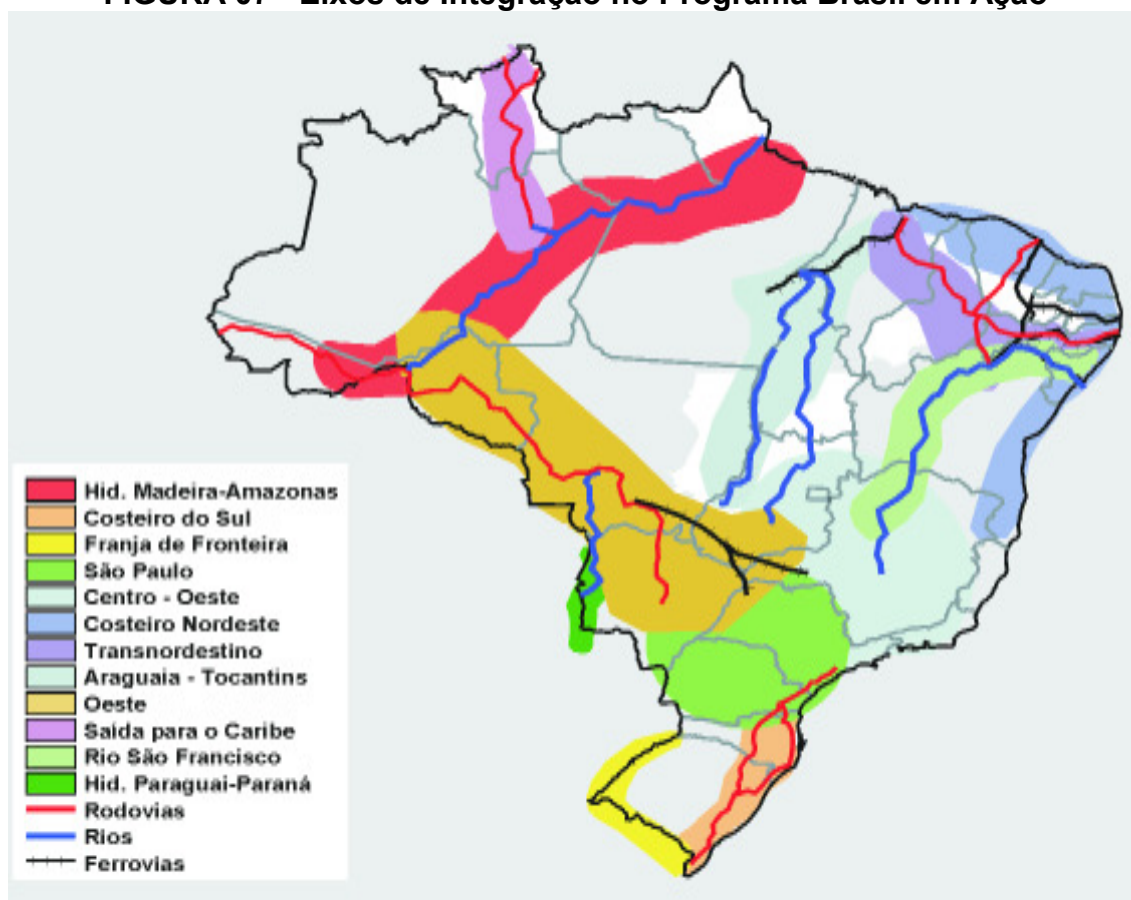 FIGURA 07 - Eixos de Integração no Programa Brasil em Ação
Hid. Madeira-Amazonas
Costeiro do Sul
Franja de Fronteira
São Paulo
Centro - Oeste
Costeiro Nordeste
Transnordestino
Araguaia - Tocantins
Oeste
Saída para o Caribe
Rio São Francisco
Hid. Paraguai-Paraná
Rodovias
Rios
Ferrovias